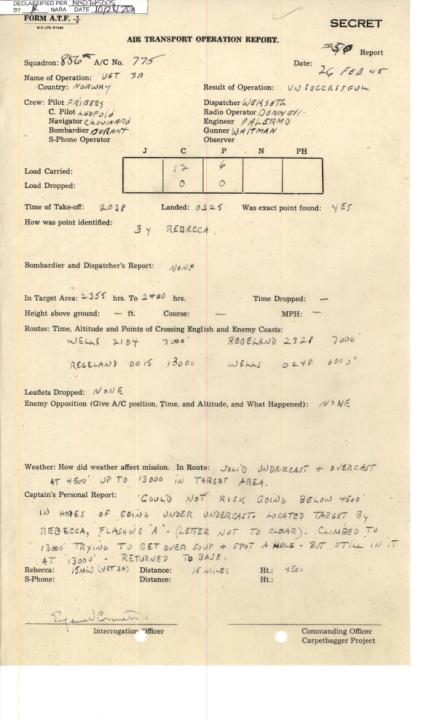 DECLASSIFIED PER
BY NARA DATE
FORM A.T.F.
SECRET
AIR TRANSPORT OPERATION REPORT.
50 Report
Squadron: 856 A/C No. 775
Date: 26 FEB 45
Name of Operation: VET 3A
Country: NORWAY
Result of Operation: UNSUCCESSFUL
Crew: Pilot FRIBERG
Dispatcher
C. Pilot LEOPOLD
Radio Operator
Navigator CHOUINARD
Engineer PALERMO
Bombardier DURANT
Gunner WAITMAN
S-Phone Operator
Observer
J C P N PH
Load Carried: 12 6
Load Dropped: 0 0
Time of Take-off: 2038 Landed: 0325 Was exact point found: YES
How was point identified:
BY REBECCA.
Bombardier and Dispatcher's Report: NONE
In Target Area: 2355 hrs. To 2400 hrs. Time Dropped: —
Height above ground: — ft. Course: — MPH: —
Routes: Time, Altitude and Points of Crossing English and Enemy Coasts:
WELLS 2104 7000' REGELAND 2328 7000'
REGELAND 0015 13000 WELLS 0248 6000'
Leaflets Dropped: NONE
Enemy Opposition (Give A/C position, Time, and Altitude, and What Happened): NONE
Weather: How did weather affect mission. In Route: SOLID UNDERCAST + OVERCAST
AT 4500' UP TO 13000 IN TARGET AREA.
Captain's Personal Report: COULD NOT RISK GOING BELOW 4500'
IN HOPES OF GOING UNDER UNDERCAST. LOCATED TARGET BY
REBECCA, FLASHING "A" - (LETTER NOT TO CLEAR). CLIMBED TO
13000' TRYING TO GET OVER SOUP + SPOT A HOLE - BUT STILL IN IT
AT 13000' - RETURNED TO BASE.
Rebecca: (VET 3A) Distance: 15 MILES Ht.: 4500
S-Phone: Distance: Ht.:
Interrogation Officer
Commanding Officer
Carpetbagger Project